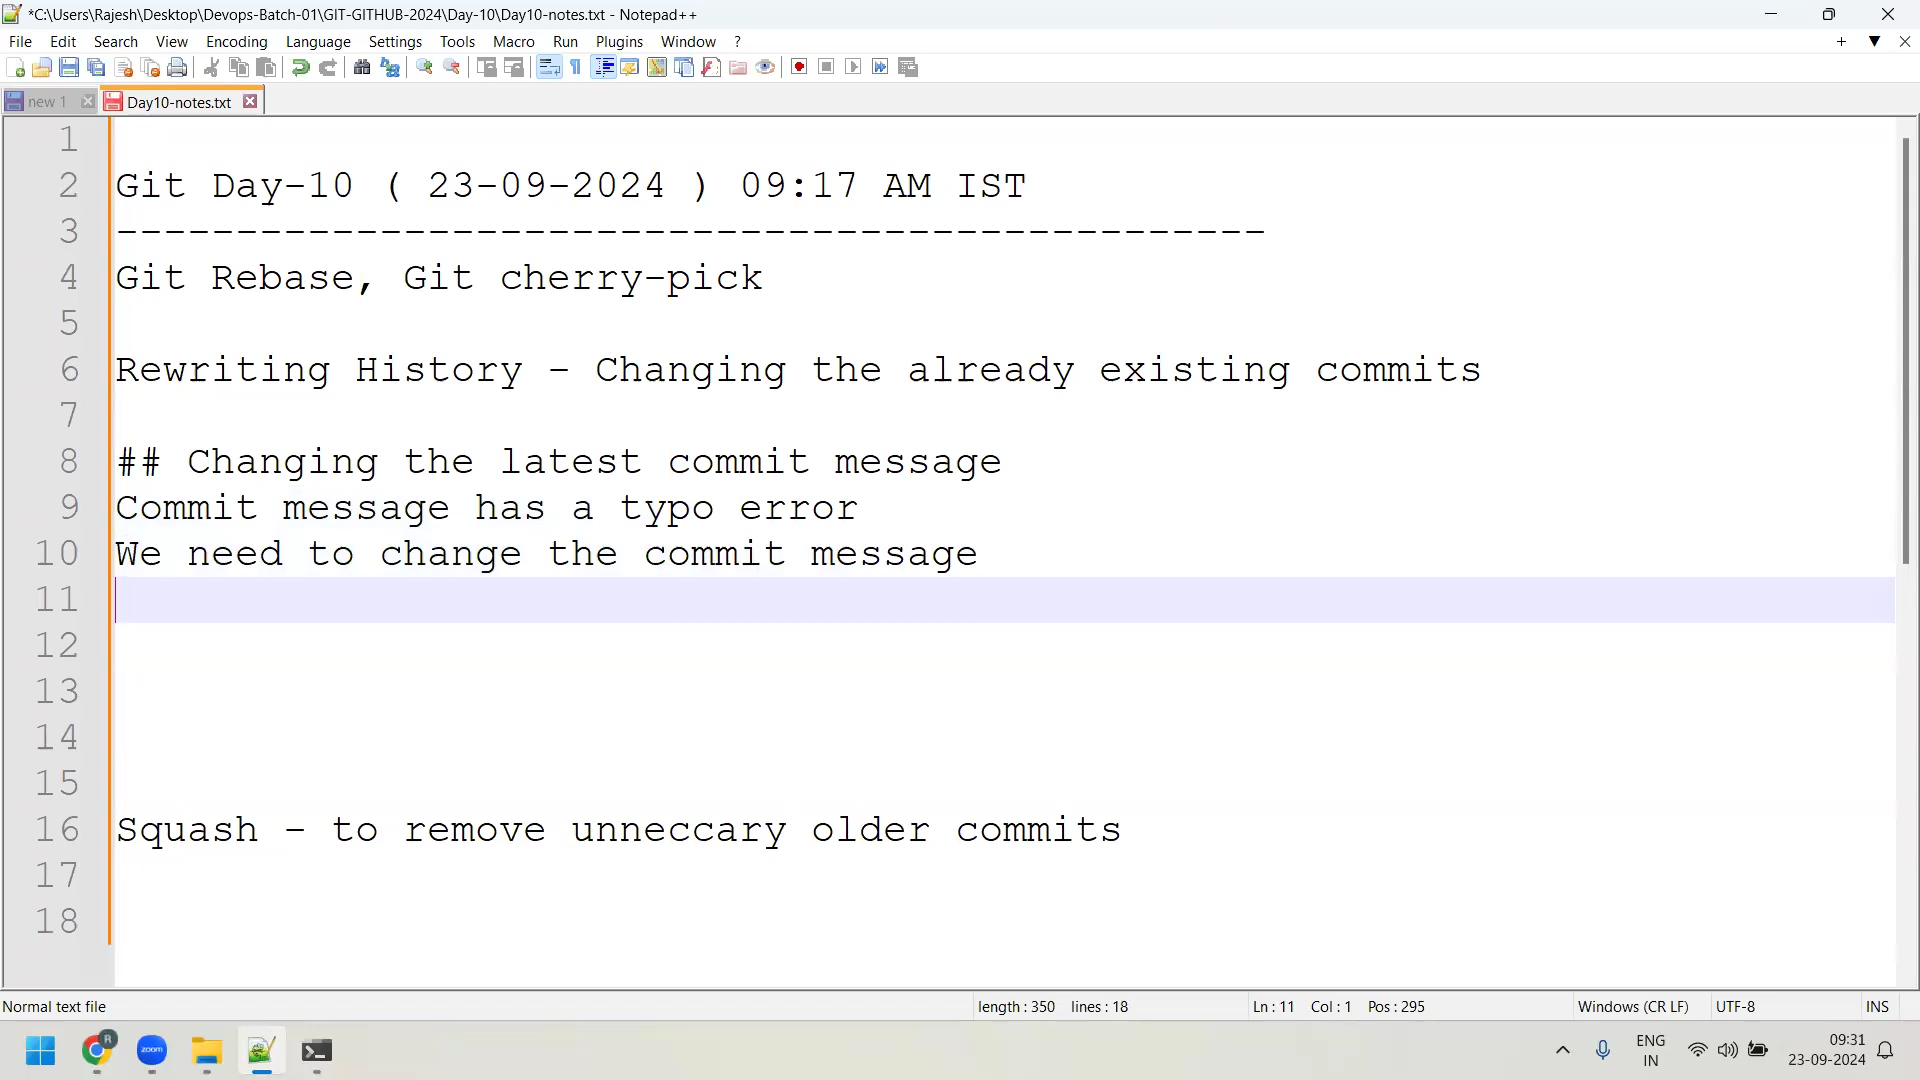 *C:\Users\Rajesh\Desktop\Devops-Batch-01\GIT-GITHUB-2024\Day-10\Day10-notes.txt - Notepad++
File Edit Search View Encoding Language Settings Tools Macro Run Plugins Window ?
new 1 Day10-notes.txt
1
2 Git Day-10 ( 23-09-2024 ) 09:17 AM IST
3 ------------------------------------------------
4 Git Rebase, Git cherry-pick
5
6 Rewriting History - Changing the already existing commits
7
8 ## Changing the latest commit message
9 Commit message has a typo error
10 We need to change the commit message
11
12
13
14
15
16 Squash - to remove unneccary older commits
17
18
Normal text file length : 350 lines : 18 Ln : 11 Col : 1 Pos : 295 Windows (CR LF) UTF-8 INS
R zoom ENG IN 09:31 23-09-2024